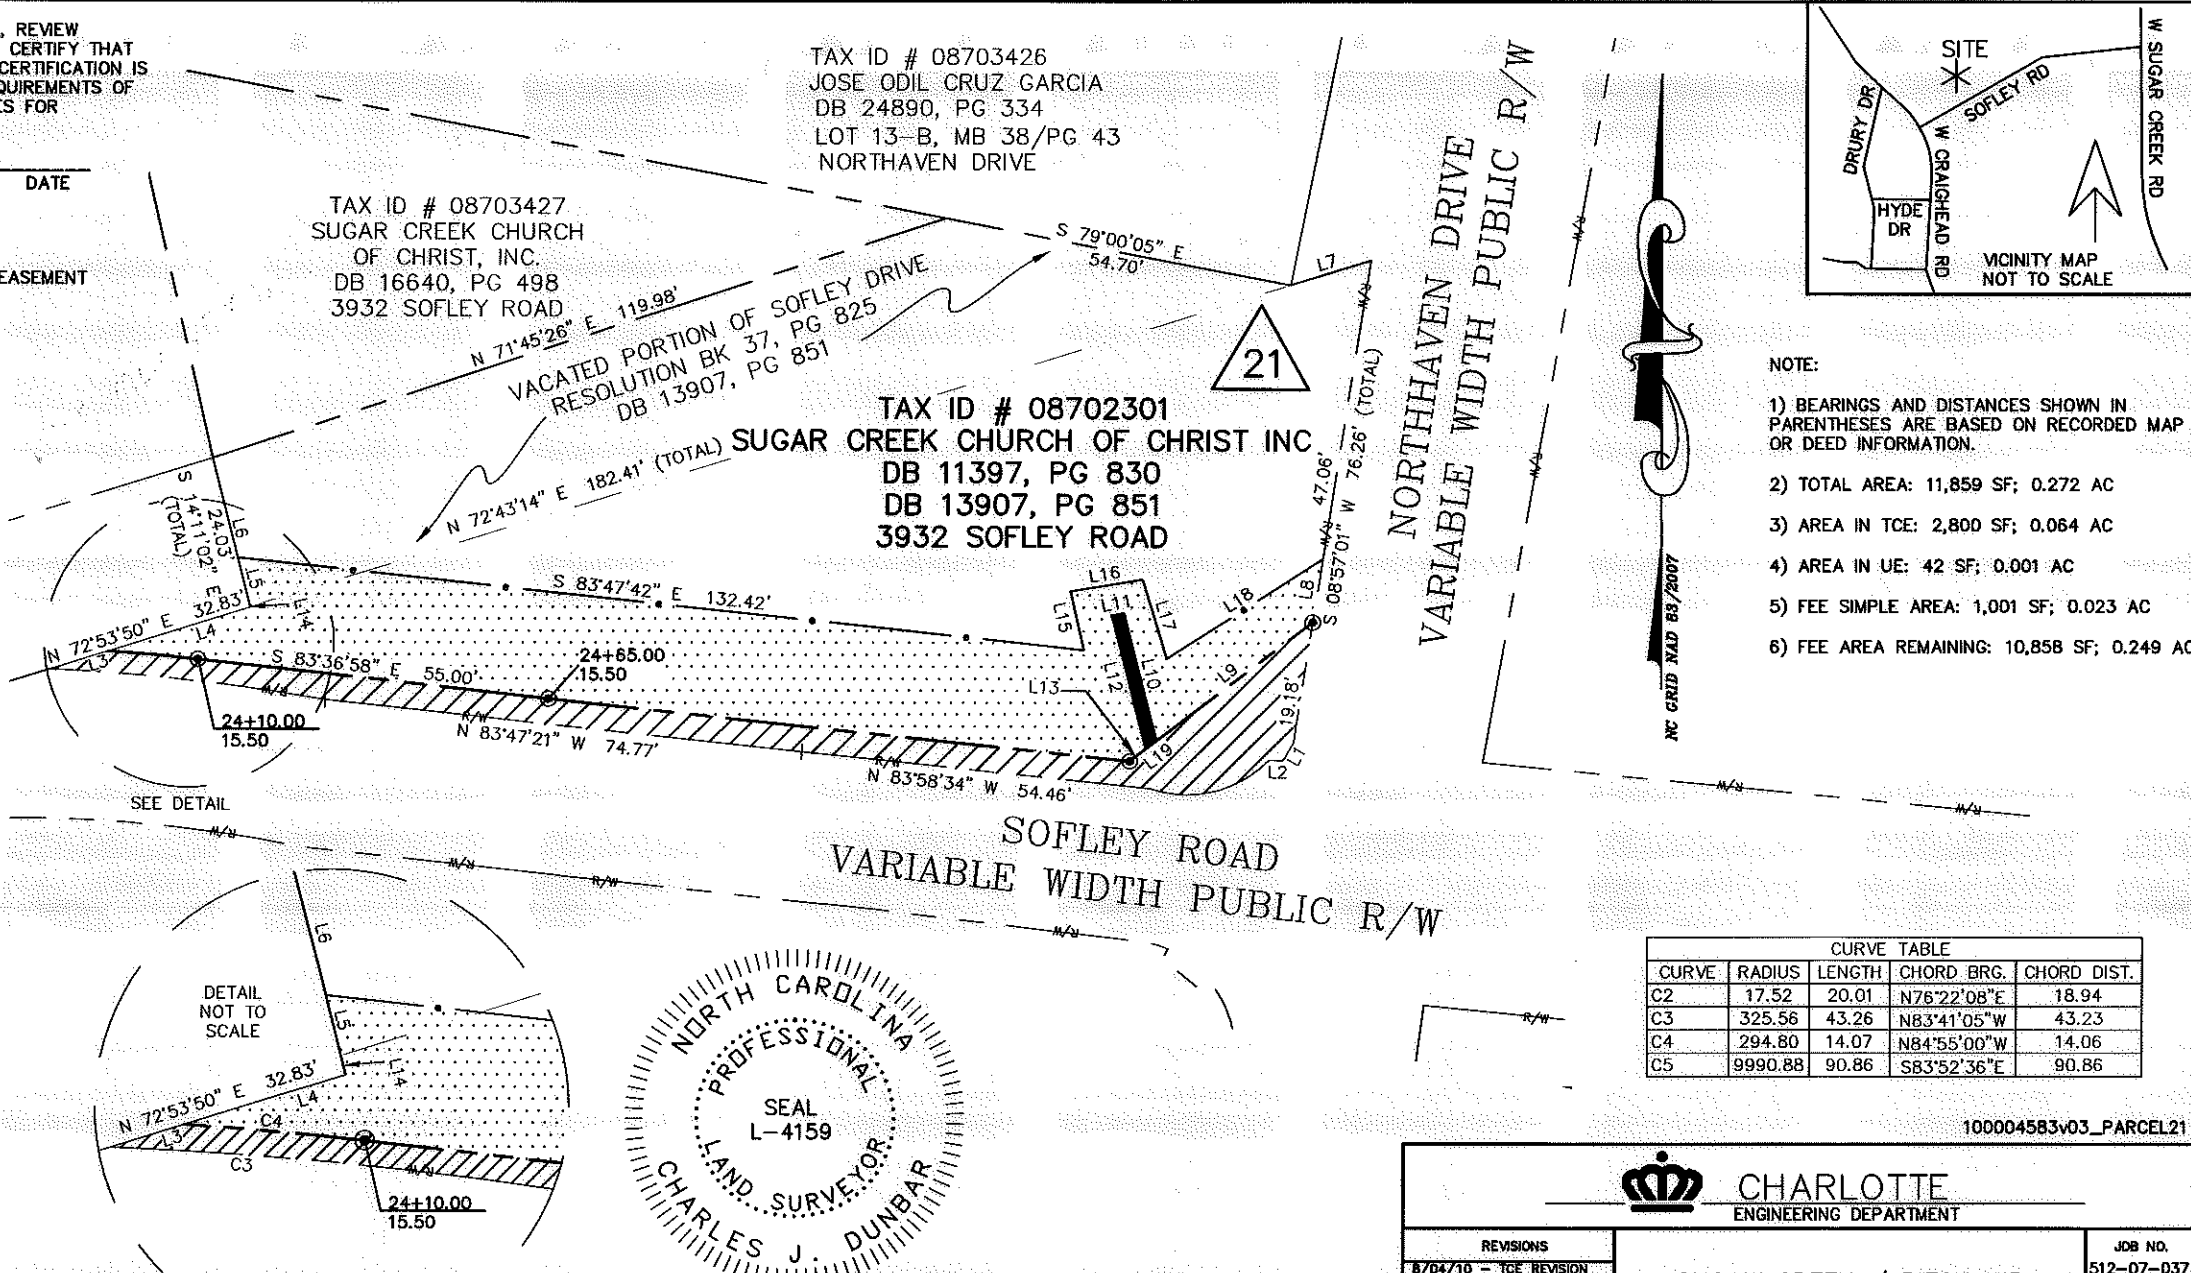 , REVIEW
CERTIFY THAT
CERTIFICATION IS
QUIREMENTS OF
ES FOR
DATE
EASEMENT
TAX ID # 08703426
JOSE ODIL CRUZ GARCIA
DB 24890, PG 334
LOT 13-B, MB 38/PG 43
NORTHAVEN DRIVE
TAX ID # 08703427
SUGAR CREEK CHURCH
OF CHRIST, INC.
DB 16640, PG 498
3932 SOFLEY ROAD
S 79°00'05" E
54.70'
L7
N 71°45'26" E 119.98'
VACATED PORTION OF SOFLEY DRIVE
RESOLUTION BK 37, PG 825
DB 13907, PG 851
21
N 72°43'14" E 182.41' (TOTAL)
TAX ID # 08702301
SUGAR CREEK CHURCH OF CHRIST INC
DB 11397, PG 830
DB 13907, PG 851
3932 SOFLEY ROAD
NORTHHAVEN DRIVE
VARIABLE WIDTH PUBLIC R/W
R/W
R/W
R/W
R/W
47.06'
S 08°57'01" W 76.26' (TOTAL)
S 14°11'02" E
24.03'
(TOTAL)
L6
L5
L14
N 72°53'50" E 32.83'
L4
L3
S 83°47'42" E 132.42'
L16
L11
L15
L17
L18
L8
L12
L10
L9
L13
L19
19.18'
L1
L2
S 83°36'58" E 55.00'
24+65.00
15.50
24+10.00
15.50
R/W
R/W
N 83°47'21" W 74.77'
R/W
N 83°58'34" W 54.46'
SEE DETAIL
R/W
R/W
R/W
R/W
R/W
R/W
R/W
SOFLEY ROAD
VARIABLE WIDTH PUBLIC R/W
SITE
SOFLEY RD
W SUGAR CREEK RD
DRURY DR
W CRAIGHEAD RD
HYDE
DR
VICINITY MAP
NOT TO SCALE
NC GRID NAD 83/2007
NOTE:
1) BEARINGS AND DISTANCES SHOWN IN
PARENTHESES ARE BASED ON RECORDED MAP
OR DEED INFORMATION.
2) TOTAL AREA: 11,859 SF; 0.272 AC
3) AREA IN TCE: 2,800 SF; 0.064 AC
4) AREA IN UE: 42 SF; 0.001 AC
5) FEE SIMPLE AREA: 1,001 SF; 0.023 AC
6) FEE AREA REMAINING: 10,858 SF; 0.249 AC
DETAIL
NOT TO
SCALE
L6
L5
L14
N 72°53'50" E 32.83'
L4
L3
C4
C3
R/W
24+10.00
15.50
NORTH CAROLINA
PROFESSIONAL
SEAL
L-4159
LAND SURVEYOR
CHARLES J. DUNBAR
CURVE TABLE
CURVE RADIUS LENGTH CHORD BRG. CHORD DIST.
C2 17.52 20.01 N76°22'08"E 18.94
C3 325.56 43.26 N83°41'05"W 43.23
C4 294.80 14.07 N84°55'00"W 14.06
C5 9990.88 90.86 S83°52'36"E 90.86
100004583v03_PARCEL21
CHARLOTTE
ENGINEERING DEPARTMENT
REVISIONS
8/04/10 - TCE REVISION
JOB NO.
512-07-037